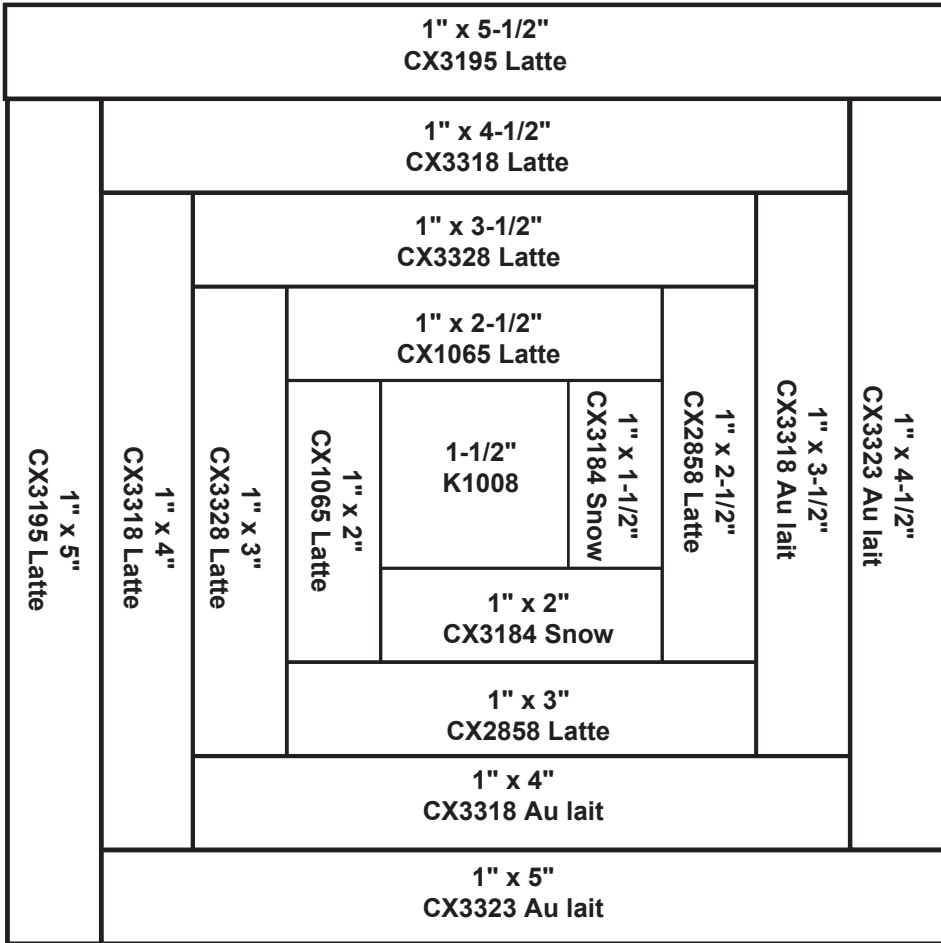 1" x 5-1/2"
CX3195 Latte
1" x 4-1/2"
CX3318 Latte
1" x 3-1/2"
CX3328 Latte
1" x 2-1/2"
CX1065 Latte
1" x 5"
CX3195 Latte
1" x 4"
CX3318 Latte
1" x 3"
CX3328 Latte
1" x 2"
CX1065 Latte
1-1/2"
K1008
1" x 1-1/2"
CX3184 Snow
1" x 2-1/2"
CX2858 Latte
1" x 3-1/2"
CX3318 Au lait
1" x 4-1/2"
CX3323 Au lait
1" x 2"
CX3184 Snow
1" x 3"
CX2858 Latte
1" x 4"
CX3318 Au lait
1" x 5"
CX3323 Au lait